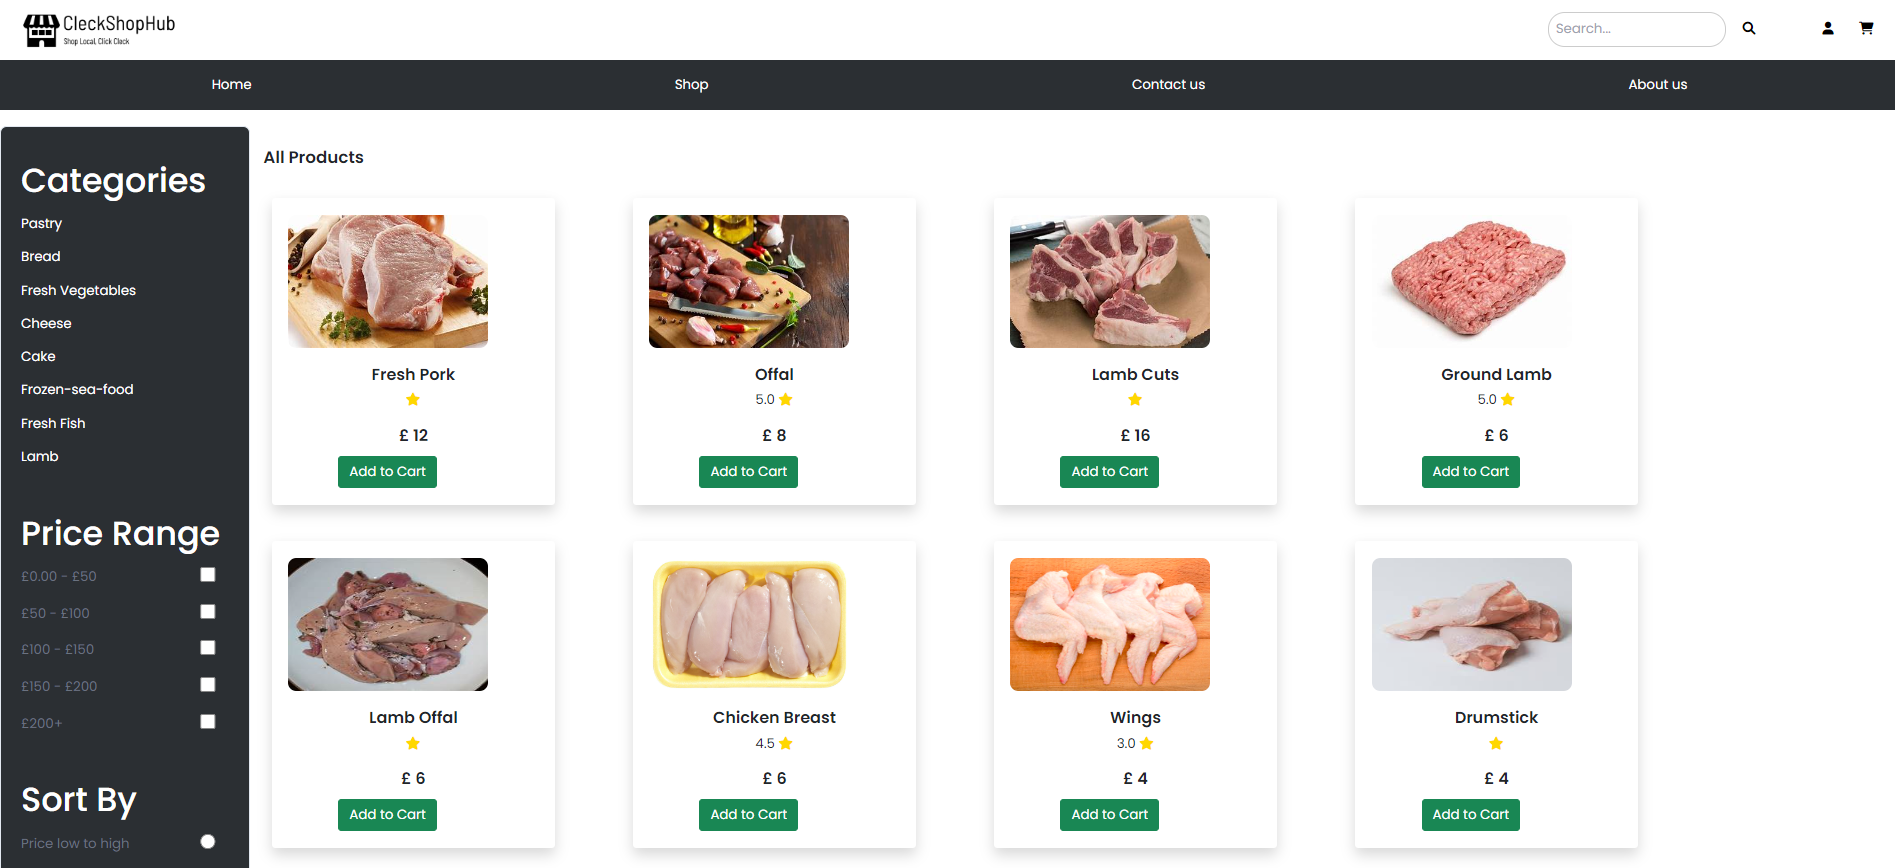 CleckShopHub
Shop Local, Click Cleck
Search...
Home
Shop
Contact us
About us
Categories
Pastry
Bread
Fresh Vegetables
Cheese
Cake
Frozen-sea-food
Fresh Fish
Lamb
Price Range
£0.00 - £50
£50 - £100
£100 - £150
£150 - £200
£200+
Sort By
Price low to high
All Products
Fresh Pork
£ 12
Add to Cart
Offal
5.0
£ 8
Add to Cart
Lamb Cuts
£ 16
Add to Cart
Ground Lamb
5.0
£ 6
Add to Cart
Lamb Offal
£ 6
Add to Cart
Chicken Breast
4.5
£ 6
Add to Cart
Wings
3.0
£ 4
Add to Cart
Drumstick
£ 4
Add to Cart